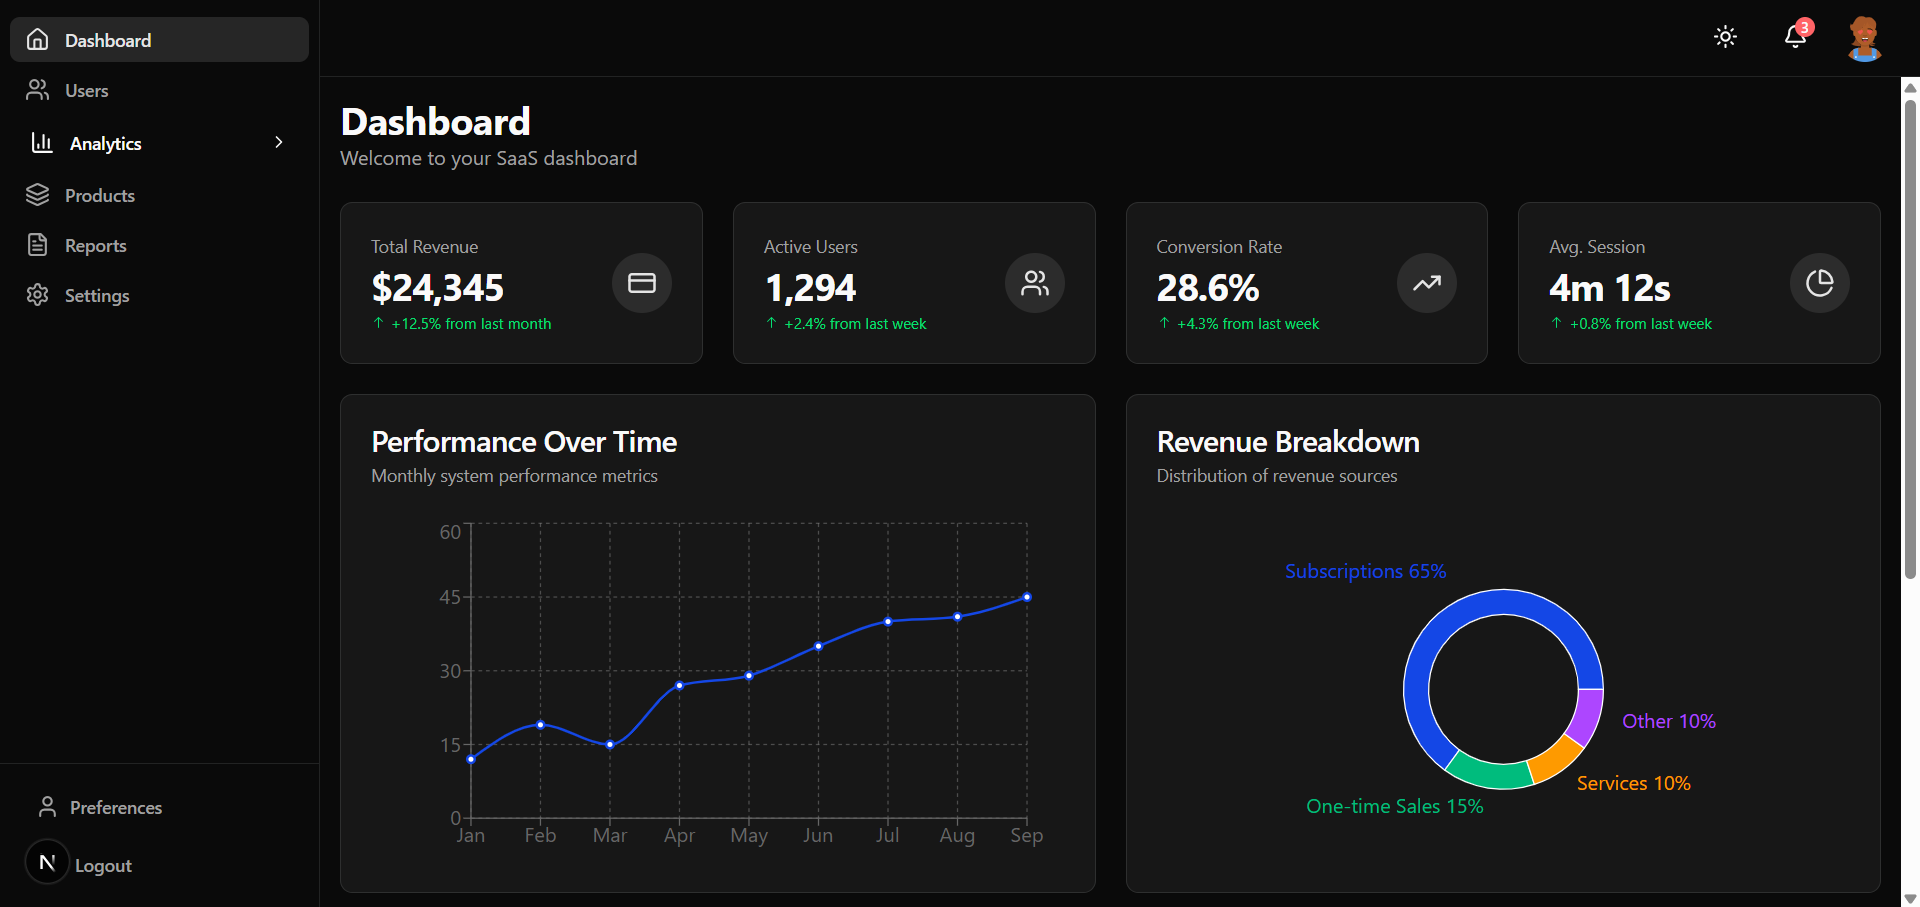 Dashboard
Users
Analytics
Products
Reports
Settings
Preferences
N Logout
3
Dashboard
Welcome to your SaaS dashboard
Total Revenue
$24,345
↑ +12.5% from last month
Active Users
1,294
↑ +2.4% from last week
Conversion Rate
28.6%
↑ +4.3% from last week
Avg. Session
4m 12s
↑ +0.8% from last week
Performance Over Time
Monthly system performance metrics
60
45
30
15
0
Jan Feb Mar Apr May Jun Jul Aug Sep
Revenue Breakdown
Distribution of revenue sources
Subscriptions 65%
Other 10%
Services 10%
One-time Sales 15%